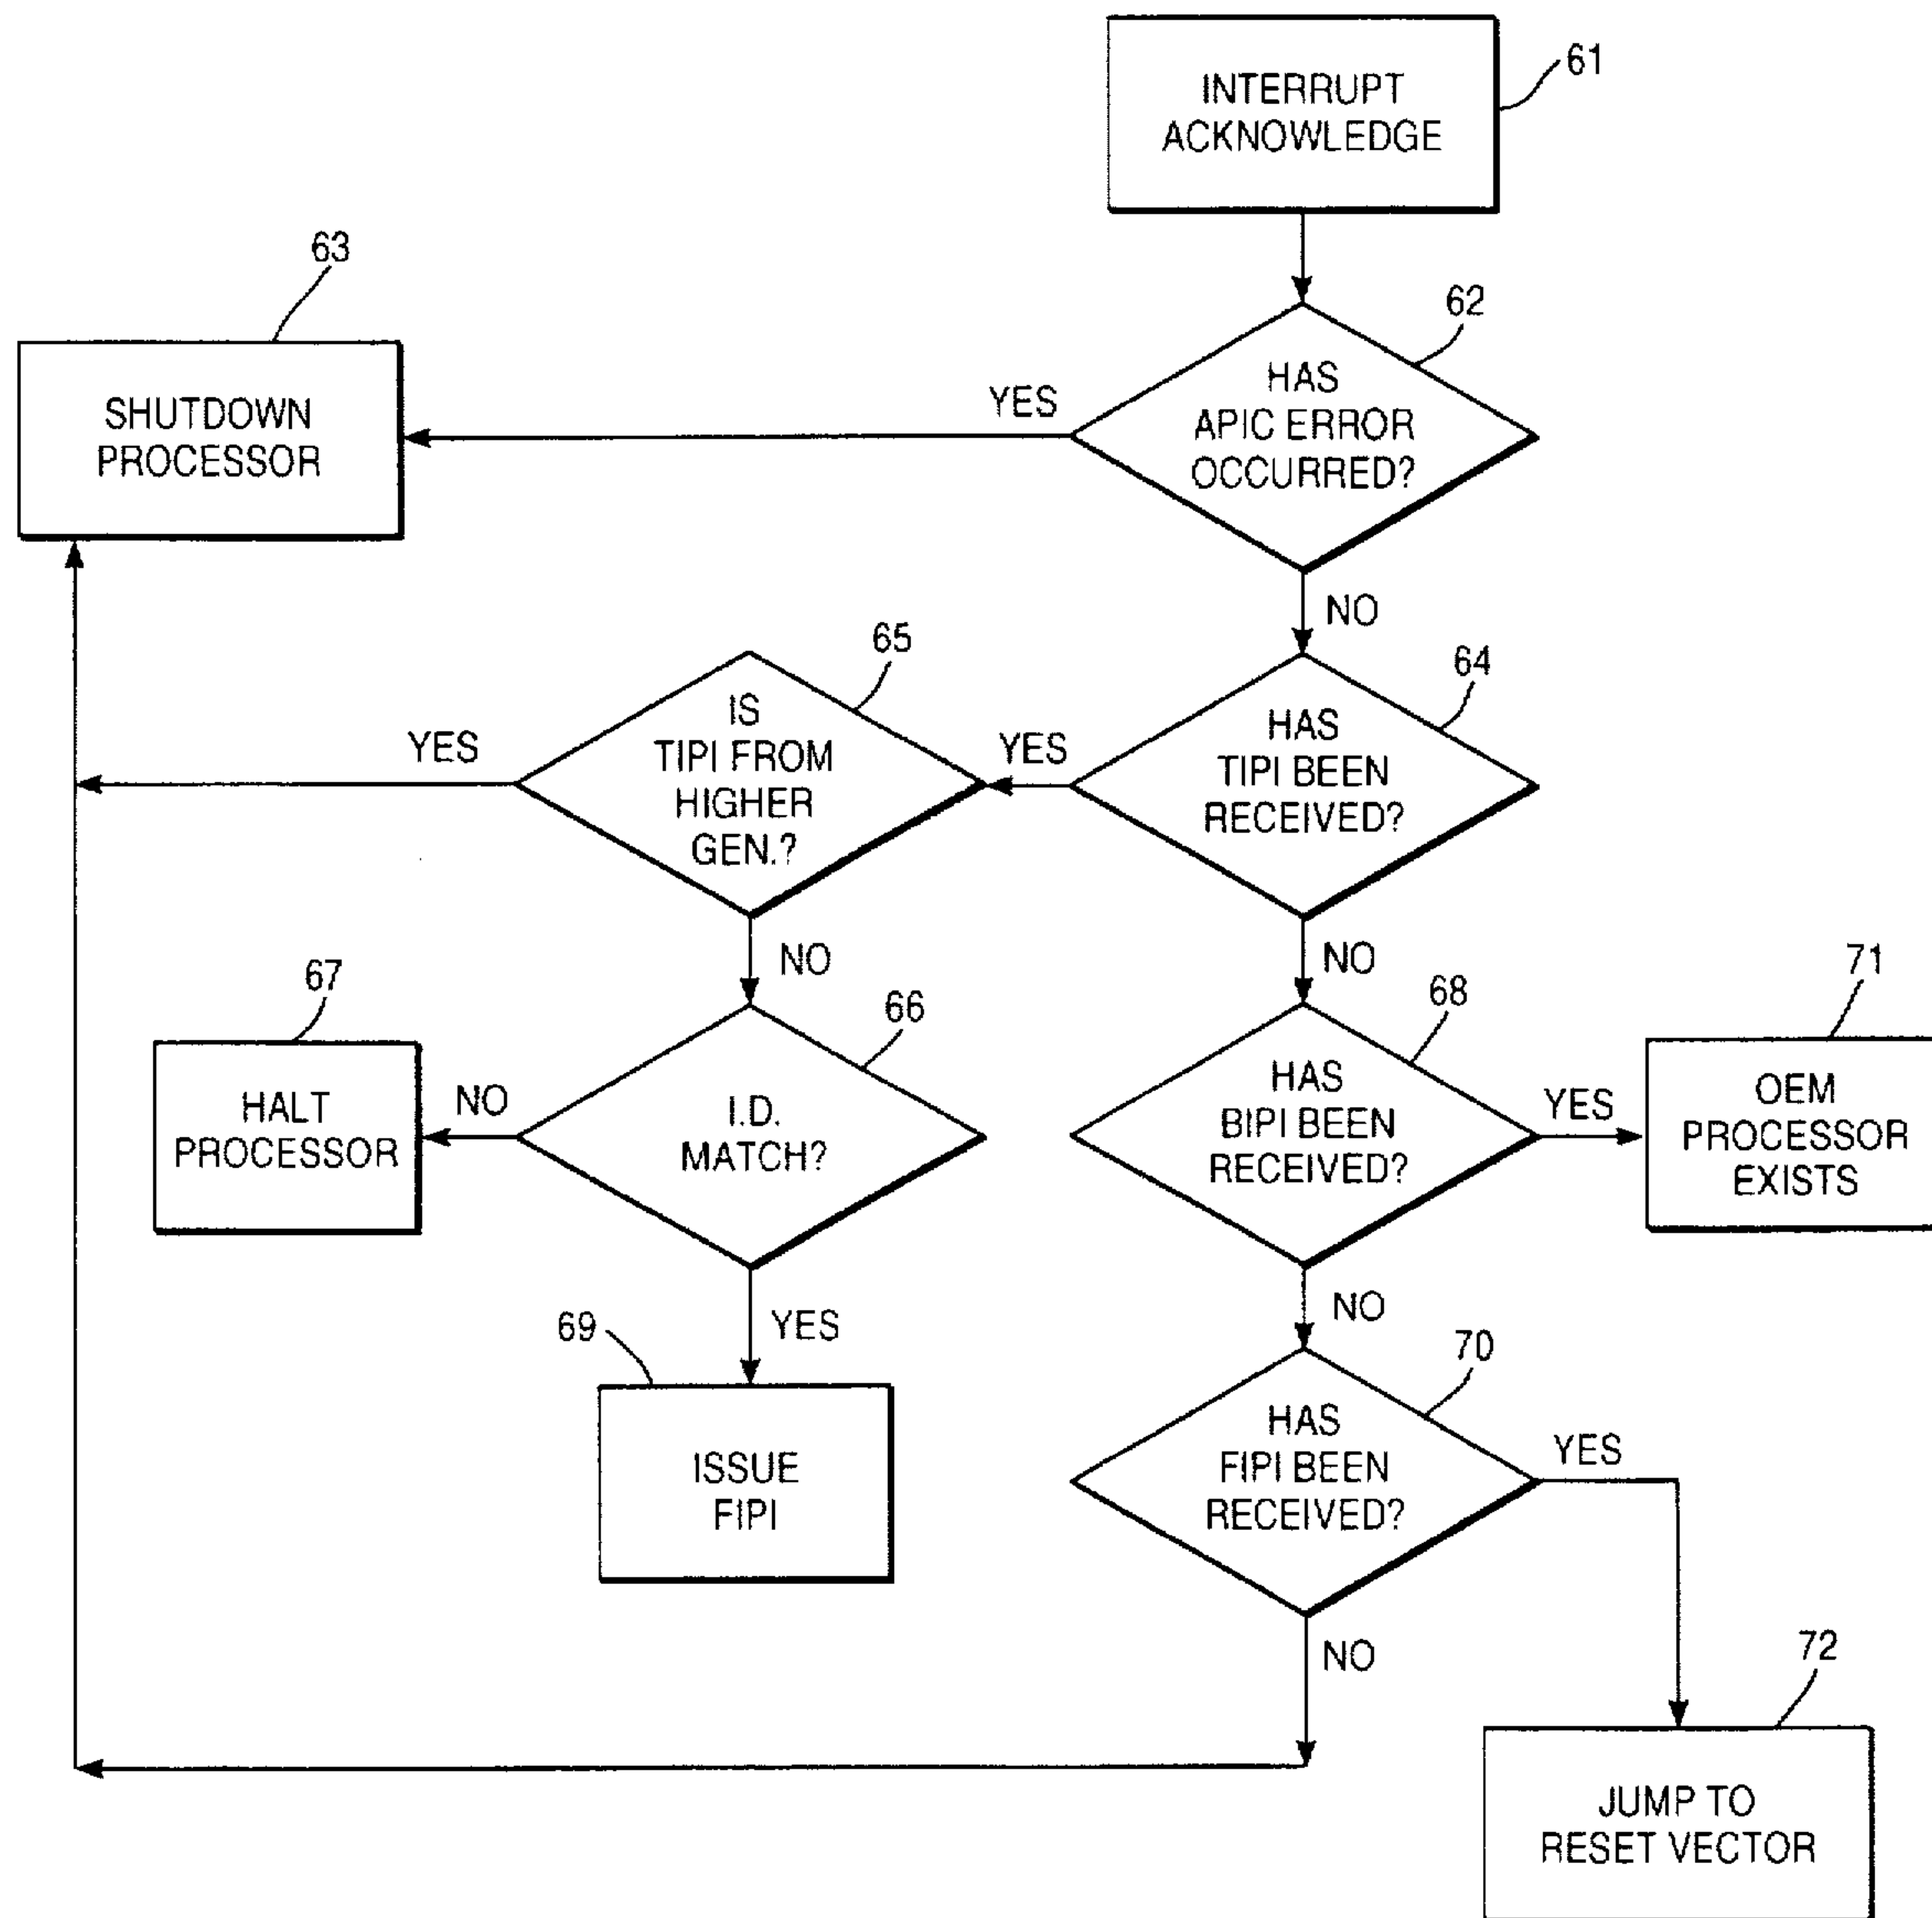 INTERRUPT
ACKNOWLEDGE
61
63
SHUTDOWN
PROCESSOR
YES
62
HAS
APIC ERROR
OCCURRED?
NO
65
IS
TIPI FROM
HIGHER
GEN.?
YES
YES
64
HAS
TIPI BEEN
RECEIVED?
NO
NO
67
HALT
PROCESSOR
NO
66
I.D.
MATCH?
68
HAS
BIPI BEEN
RECEIVED?
YES
71
OEM
PROCESSOR
EXISTS
YES
NO
69
ISSUE
FIPI
70
HAS
FIPI BEEN
RECEIVED?
YES
NO
72
JUMP TO
RESET VECTOR